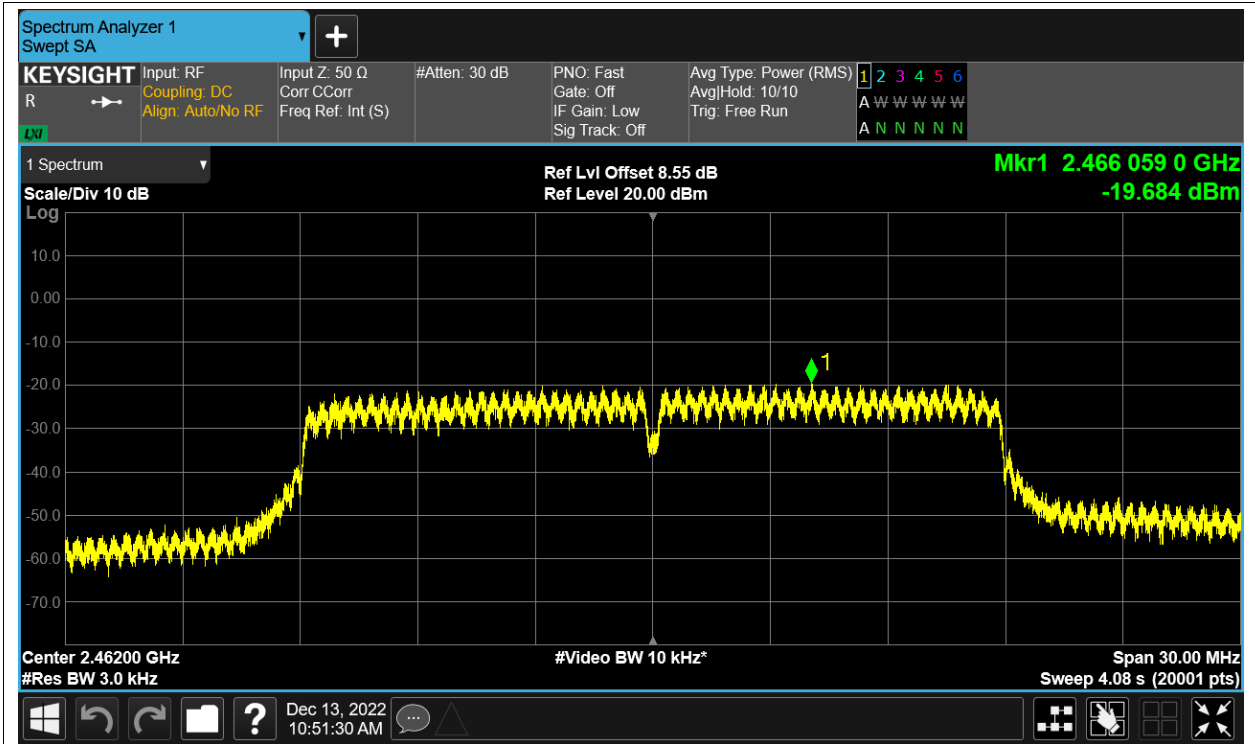 Spectrum Analyzer 1
Swept SA
KEYSIGHT
R
LXI
Input: RF
Coupling: DC
Align: Auto/No RF
Input Z: 50 Ω
Corr CCorr
Freq Ref: Int (S)
#Atten: 30 dB
PNO: Fast
Gate: Off
IF Gain: Low
Sig Track: Off
Avg Type: Power (RMS)
Avg|Hold: 10/10
Trig: Free Run
1 2 3 4 5 6
A W W W W W
A N N N N N
1 Spectrum
Scale/Div 10 dB
Log
Ref Lvl Offset 8.55 dB
Ref Level 20.00 dBm
Mkr1 2.466 059 0 GHz
-19.684 dBm
10.0
0.00
-10.0
-20.0
-30.0
-40.0
-50.0
-60.0
-70.0
1
Center 2.46200 GHz
#Res BW 3.0 kHz
#Video BW 10 kHz*
Span 30.00 MHz
Sweep 4.08 s (20001 pts)
?
Dec 13, 2022
10:51:30 AM